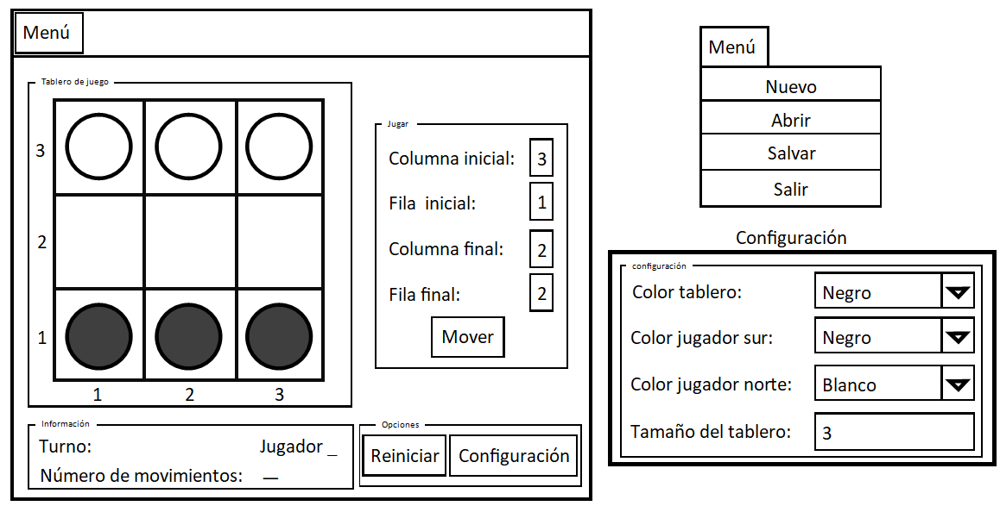 Menú
Tablero de juego
3
2
1
1 2 3
Jugar
Columna inicial: 3
Fila inicial: 1
Columna final: 2
Fila final: 2
Mover
Información
Turno: Jugador _
Número de movimientos: __
Opciones
Reiniciar Configuración
Menú
Nuevo
Abrir
Salvar
Salir
Configuración
configuración
Color tablero: Negro
Color jugador sur: Negro
Color jugador norte: Blanco
Tamaño del tablero: 3